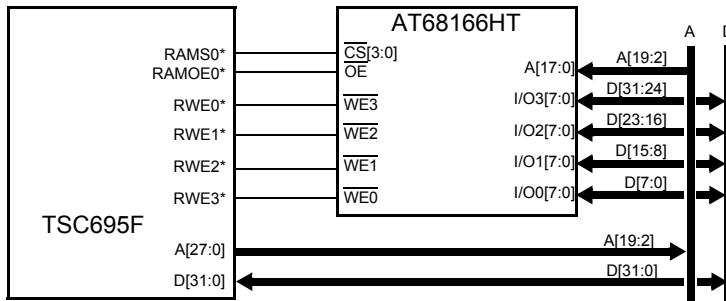 AT68166HT
A
RAMS0*
CS[3:0]
A[19:2]
RAMOE0*
OE
A[17:0]
D[31:24]
RWE0*
WE3
I/O3[7:0]
D[23:16]
RWE1*
WE2
I/O2[7:0]
D[15:8]
RWE2*
WE1
I/O1[7:0]
D[7:0]
RWE3*
WE0
I/O0[7:0]
TSC695F
A[27:0]
A[19:2]
D[31:0]
D[31:0]